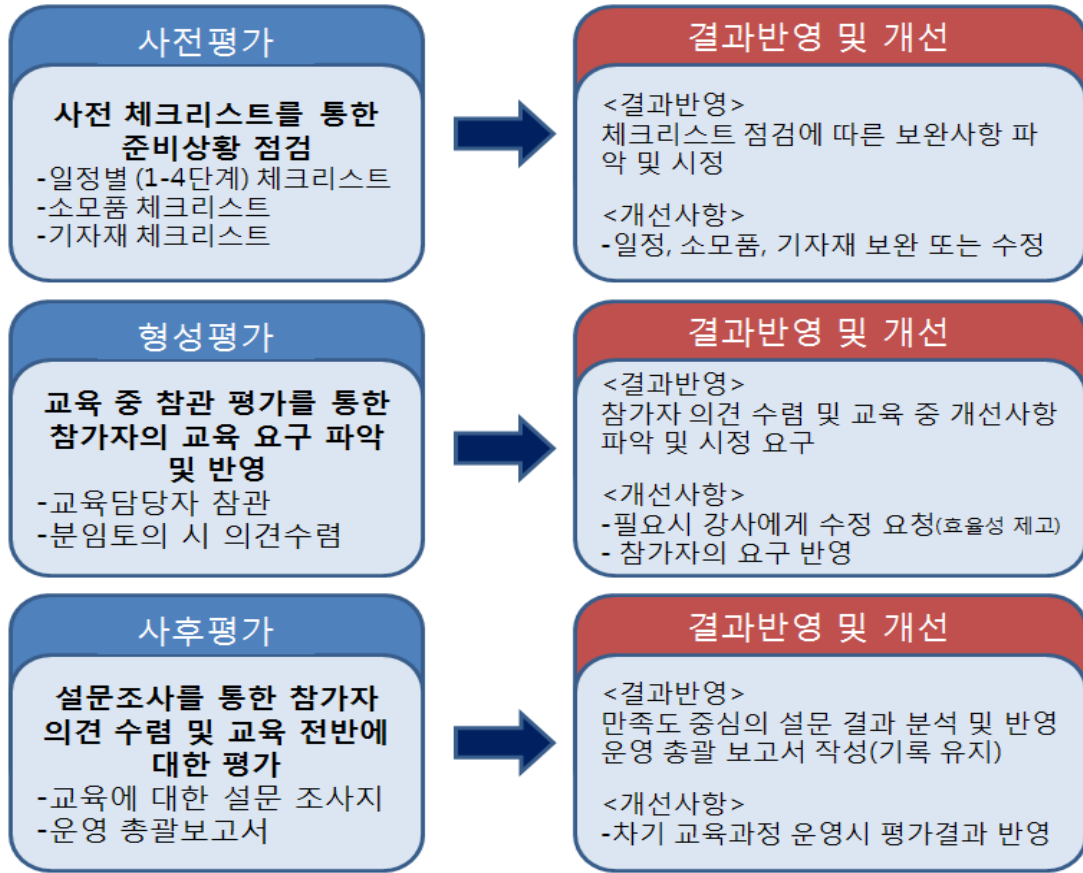 사전평가
사전 체크리스트를 통한
준비상황 점검
-일정별 (1-4단계) 체크리스트
-소모품 체크리스트
-기자재 체크리스트
결과반영 및 개선
<결과반영>
체크리스트 점검에 따른 보완사항 파
악 및 시정
<개선사항>
-일정, 소모품, 기자재 보완 또는 수정
형성평가
교육 중 참관 평가를 통한
참가자의 교육 요구 파악
및 반영
-교육담당자 참관
-분임토의 시 의견수렴
결과반영 및 개선
<결과반영>
참가자 의견 수렴 및 교육 중 개선사항
파악 및 시정 요구
<개선사항>
-필요시 강사에게 수정 요청(효율성 제고)
- 참가자의 요구 반영
사후평가
설문조사를 통한 참가자
의견 수렴 및 교육 전반에
대한 평가
-교육에 대한 설문 조사지
-운영 총괄보고서
결과반영 및 개선
<결과반영>
만족도 중심의 설문 결과 분석 및 반영
운영 총괄 보고서 작성(기록 유지)
<개선사항>
-차기 교육과정 운영시 평가결과 반영